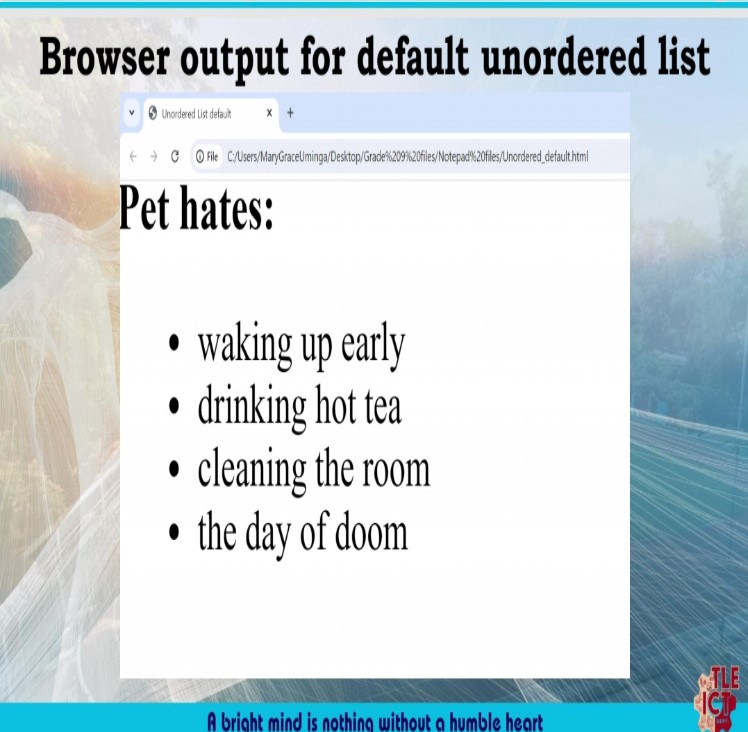 Browser output for default unordered list
Unordered List default
File C:/Users/MaryGraceUminga/Desktop/Grade%209%20files/Notepad%20files/Unordered_default.html
Pet hates:
• waking up early
• drinking hot tea
• cleaning the room
• the day of doom
TLE
ICT
A bright mind is nothing without a humble heart